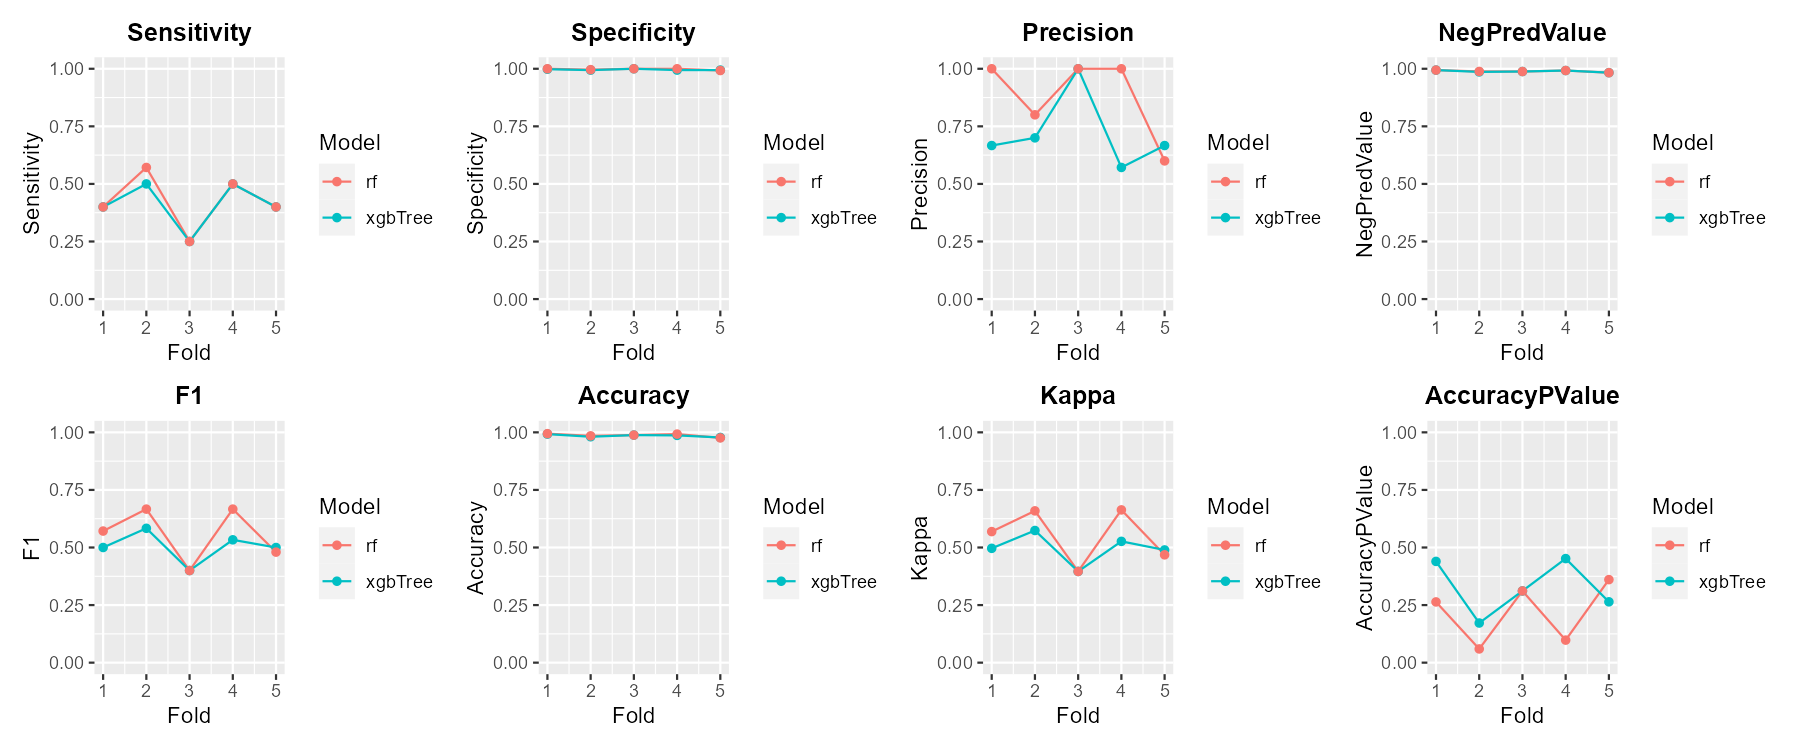 Sensitivity
Specificity
Precision
NegPredValue
1.00
0.75
0.50
0.25
0.00
Sensitivity
1 2 3 4 5
Fold
Model
rf
xgbTree
1.00
0.75
0.50
0.25
0.00
Specificity
1 2 3 4 5
Fold
Model
rf
xgbTree
1.00
0.75
0.50
0.25
0.00
Precision
1 2 3 4 5
Fold
Model
rf
xgbTree
1.00
0.75
0.50
0.25
0.00
NegPredValue
1 2 3 4 5
Fold
Model
rf
xgbTree
F1
Accuracy
Kappa
AccuracyPValue
1.00
0.75
0.50
0.25
0.00
F1
1 2 3 4 5
Fold
Model
rf
xgbTree
1.00
0.75
0.50
0.25
0.00
Accuracy
1 2 3 4 5
Fold
Model
rf
xgbTree
1.00
0.75
0.50
0.25
0.00
Kappa
1 2 3 4 5
Fold
Model
rf
xgbTree
1.00
0.75
0.50
0.25
0.00
AccuracyPValue
1 2 3 4 5
Fold
Model
rf
xgbTree